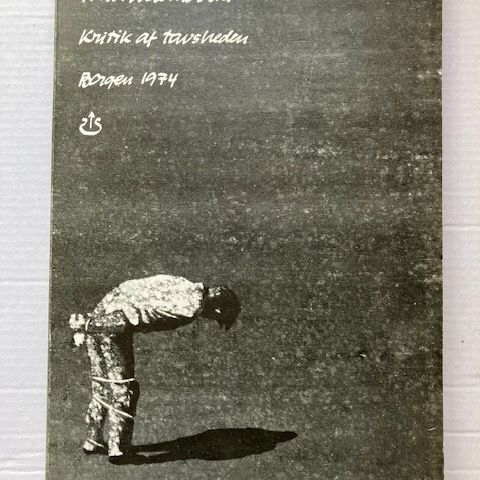 Kritik af tavsheden
Borgen 1974